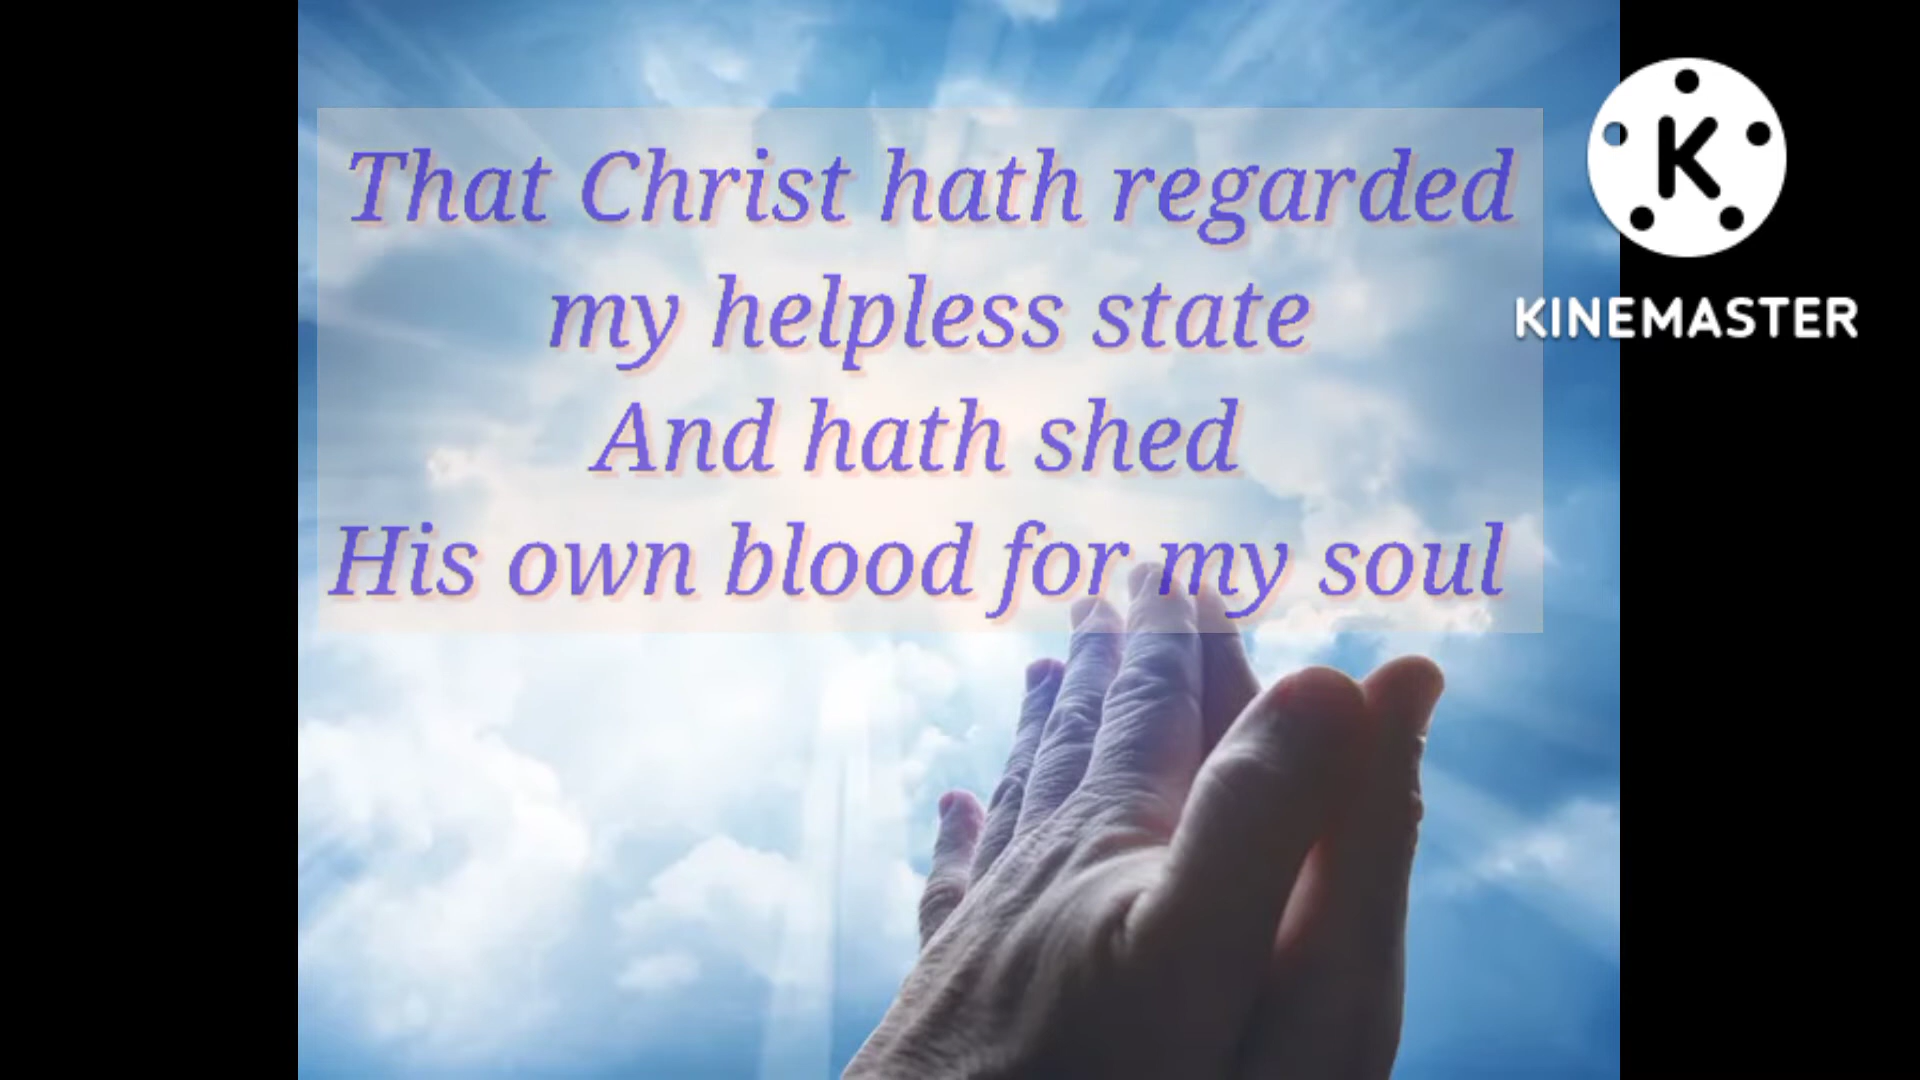 That Christ hath regarded
my helpless state
And hath shed
His own blood for my soul
K
KINEMASTER